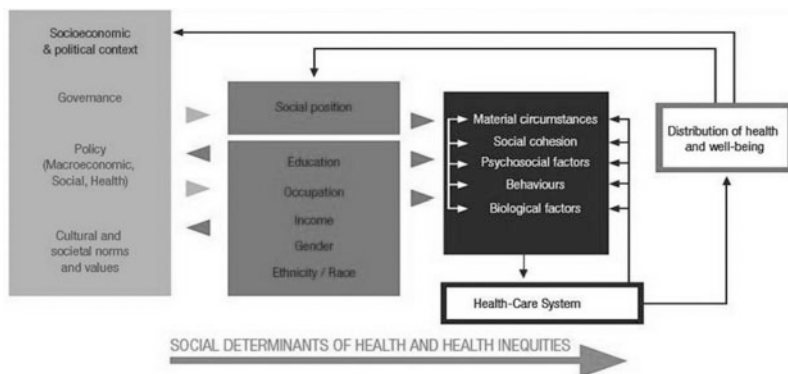 Socioeconomic
& political context
Governance
Policy
(Macroeconomic,
Social, Health)
Cultural and
societal norms
and values
Social position
Education
Occupation
Income
Gender
Ethnicity / Race
Material circumstances
Social cohesion
Psychosocial factors
Behaviours
Biological factors
Health-Care System
Distribution of health
and well-being
SOCIAL DETERMINANTS OF HEALTH AND HEALTH INEQUITIES